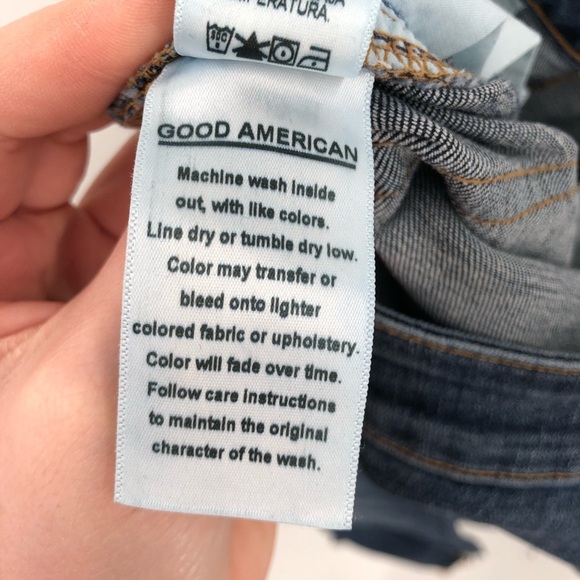 TEMPERATURA.
30C
GOOD AMERICAN
Machine wash inside
out, with like colors.
Line dry or tumble dry low.
Color may transfer or
bleed onto lighter
colored fabric or upholstery.
Color will fade over time.
Follow care instructions
to maintain the original
character of the wash.